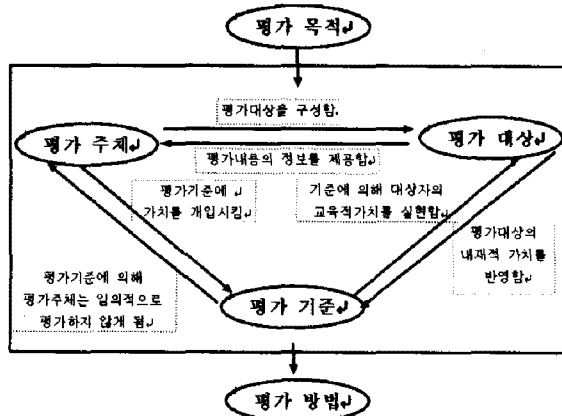 평가 목적↲
평가대상을 구성함.
평가 주체↲
평가 대상↲
평가내용의 정보를 제공함↲
평가기준에 ↲
가치를 개입시킴↲
기준에 의해 대상자의
교육적가치를 실현함↲
평가대상의
내재적 가치를
반영함↲
평가기준에 의해
평가주체는 임의적으로
평가하지 않게 됨↲
평가 기준↲
평가 방법↲